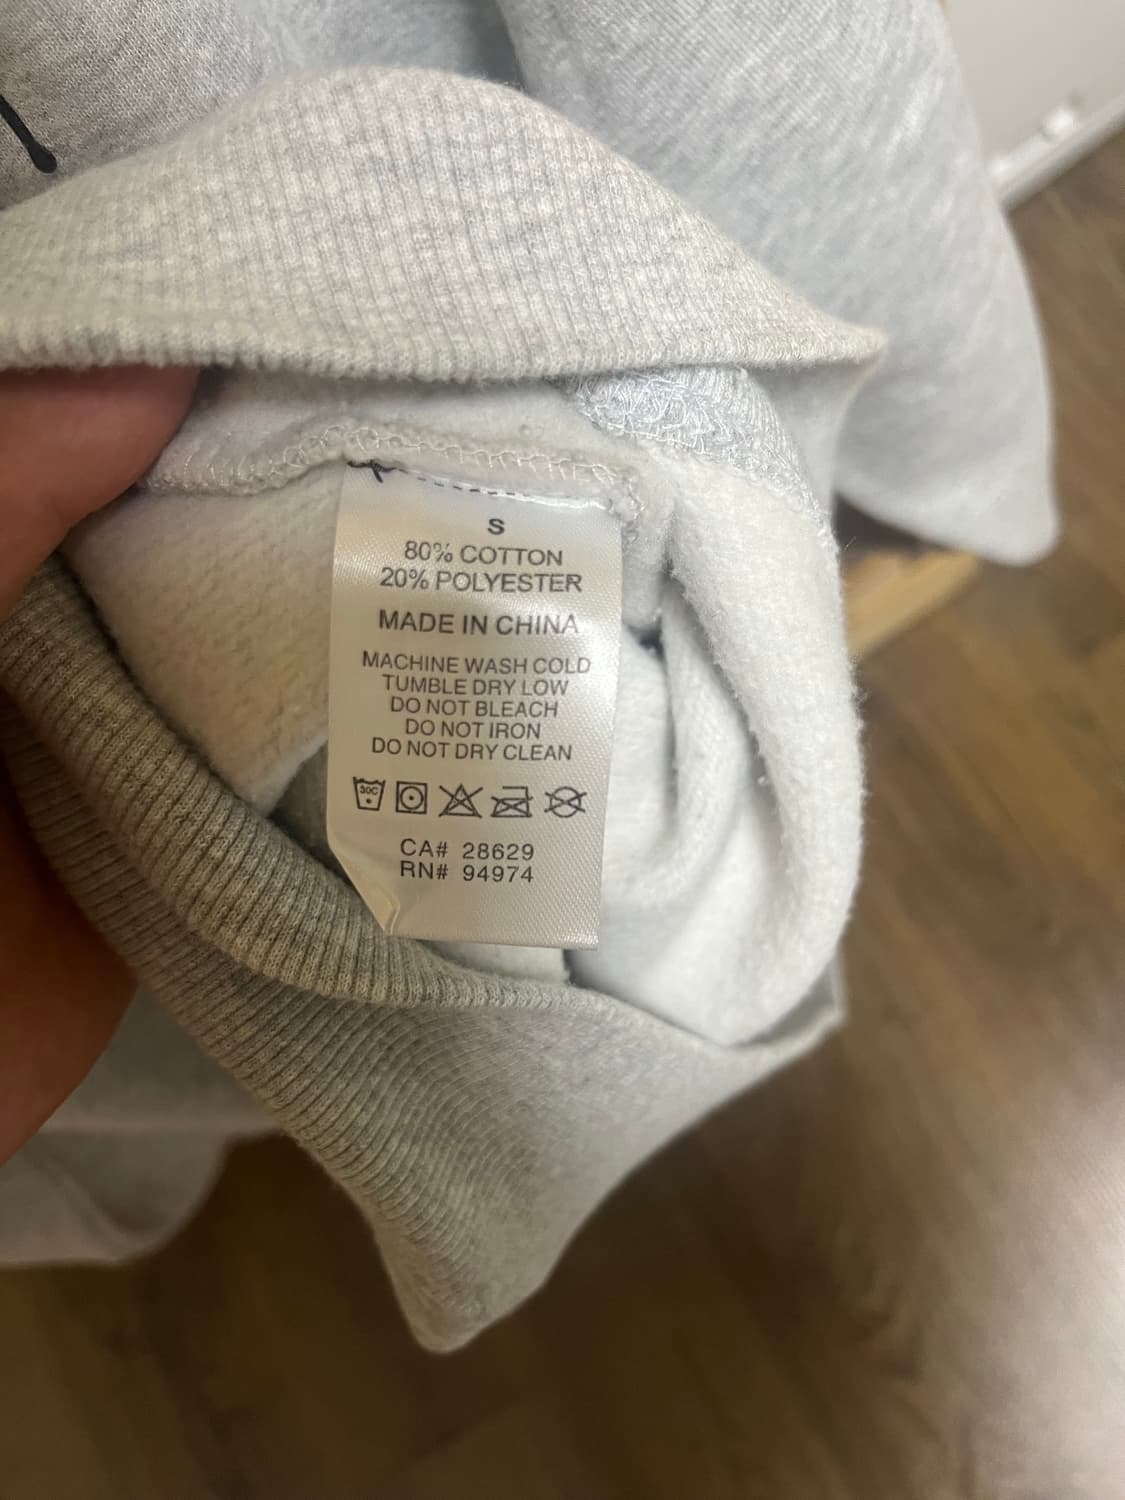 S
80% COTTON
20% POLYESTER
MADE IN CHINA
MACHINE WASH COLD
TUMBLE DRY LOW
DO NOT BLEACH
DO NOT IRON
DO NOT DRY CLEAN
30C
CA# 28629
RN# 94974